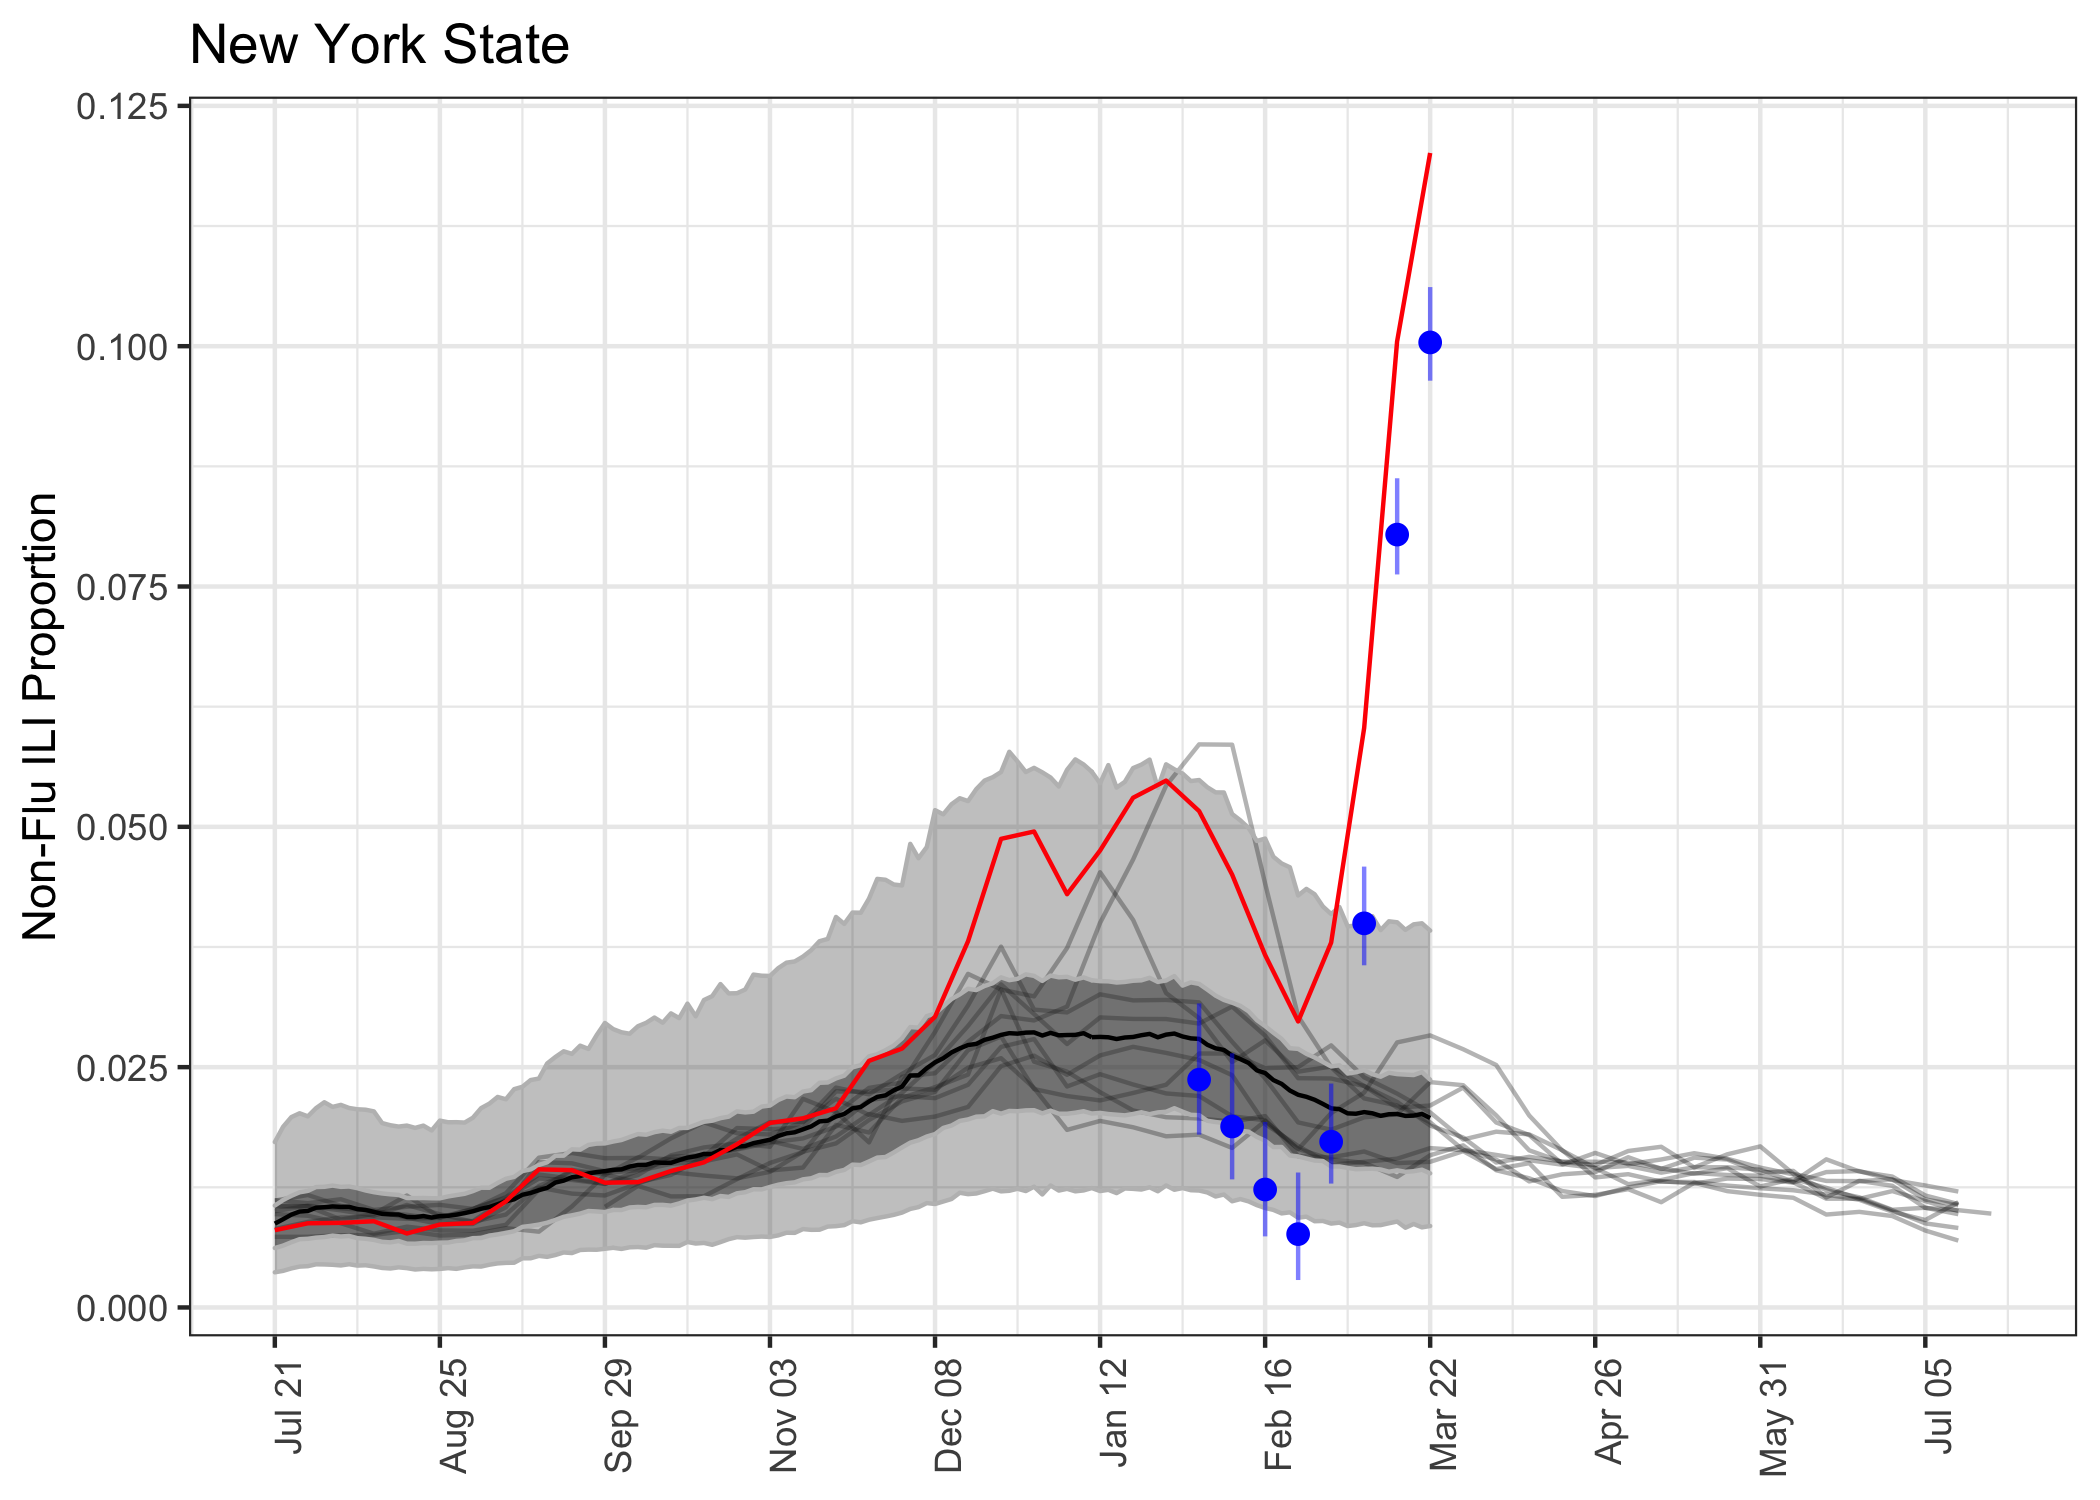 New York State
Non-Flu ILI Proportion
0.125
0.100
0.075
0.050
0.025
0.000
Jul 21
Aug 25
Sep 29
Nov 03
Dec 08
Jan 12
Feb 16
Mar 22
Apr 26
May 31
Jul 05